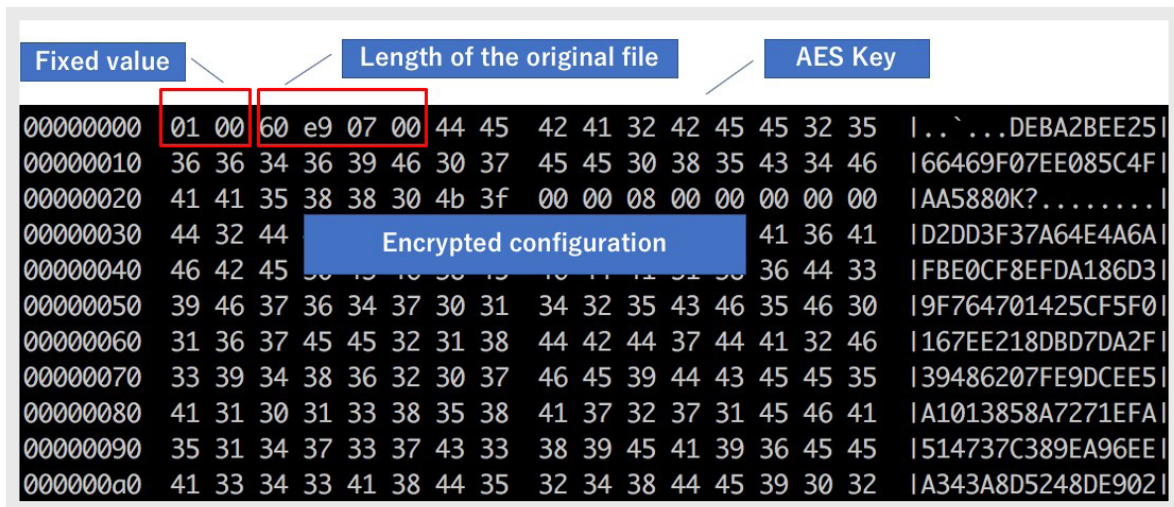 Fixed value
Length of the original file
AES Key
00000000 01 00 60 e9 07 00 44 45 42 41 32 42 45 45 32 35 |..`...DEBA2BEE25|
00000010 36 36 34 36 39 46 30 37 45 45 30 38 35 43 34 46 |66469F07EE085C4F|
00000020 41 41 35 38 38 30 4b 3f 00 00 08 00 00 00 00 00 |AA5880K?........|
00000030 44 32 44 41 36 41 |D2DD3F37A64E4A6A|
Encrypted configuration
00000040 46 42 45 36 44 33 |FBE0CF8EFDA186D3|
00000050 39 46 37 36 34 37 30 31 34 32 35 43 46 35 46 30 |9F764701425CF5F0|
00000060 31 36 37 45 45 32 31 38 44 42 44 37 44 41 32 46 |167EE218DBD7DA2F|
00000070 33 39 34 38 36 32 30 37 46 45 39 44 43 45 45 35 |39486207FE9DCEE5|
00000080 41 31 30 31 33 38 35 38 41 37 32 37 31 45 46 41 |A1013858A7271EFA|
00000090 35 31 34 37 33 37 43 33 38 39 45 41 39 36 45 45 |514737C389EA96EE|
000000a0 41 33 34 33 41 38 44 35 32 34 38 44 45 39 30 32 |A343A8D5248DE902|